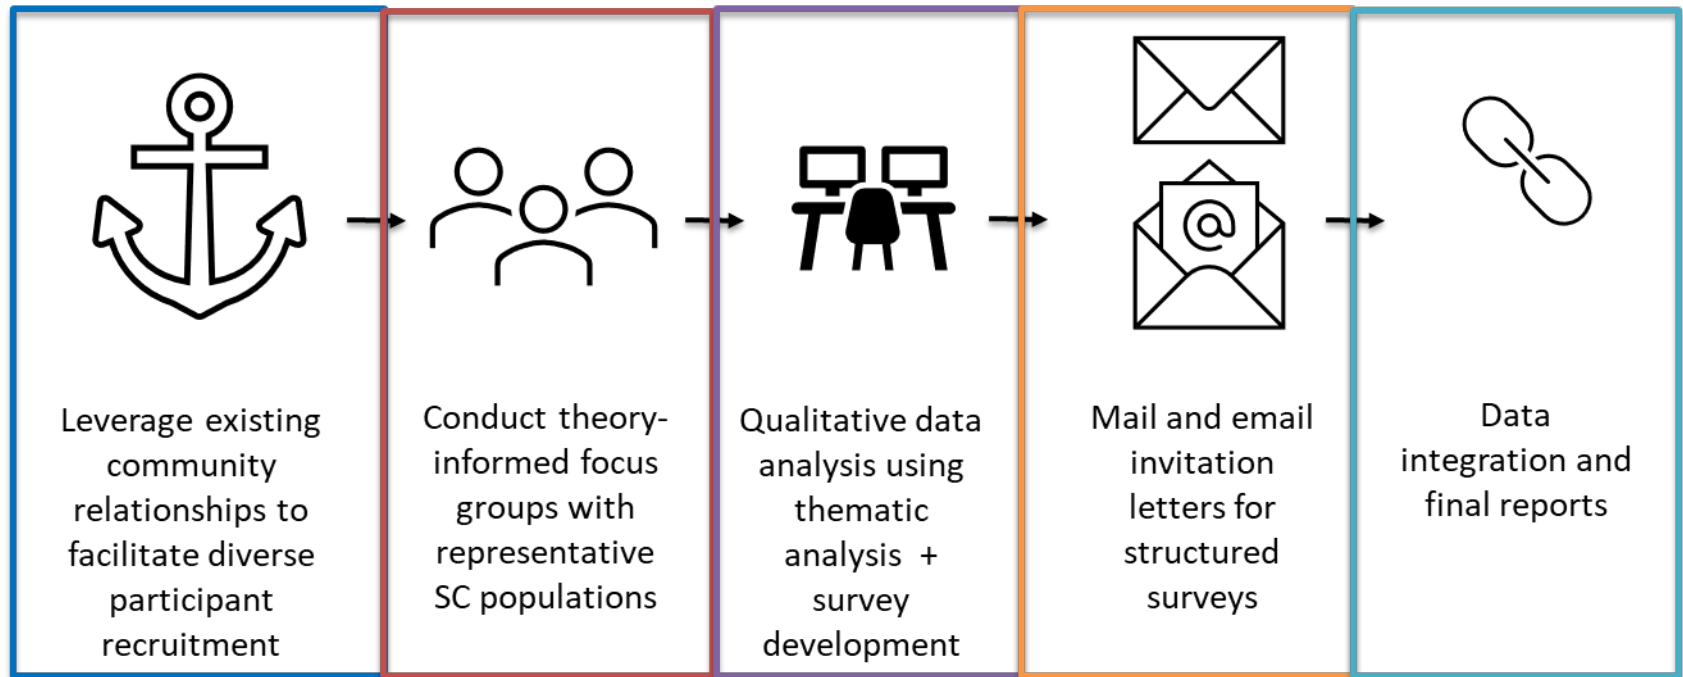 Leverage existing
community
relationships to
facilitate diverse
participant
recruitment
Conduct theory-
informed focus
groups with
representative
SC populations
Qualitative data
analysis using
thematic
analysis +
survey
development
@
Mail and email
invitation
letters for
structured
surveys
Data
integration and
final reports